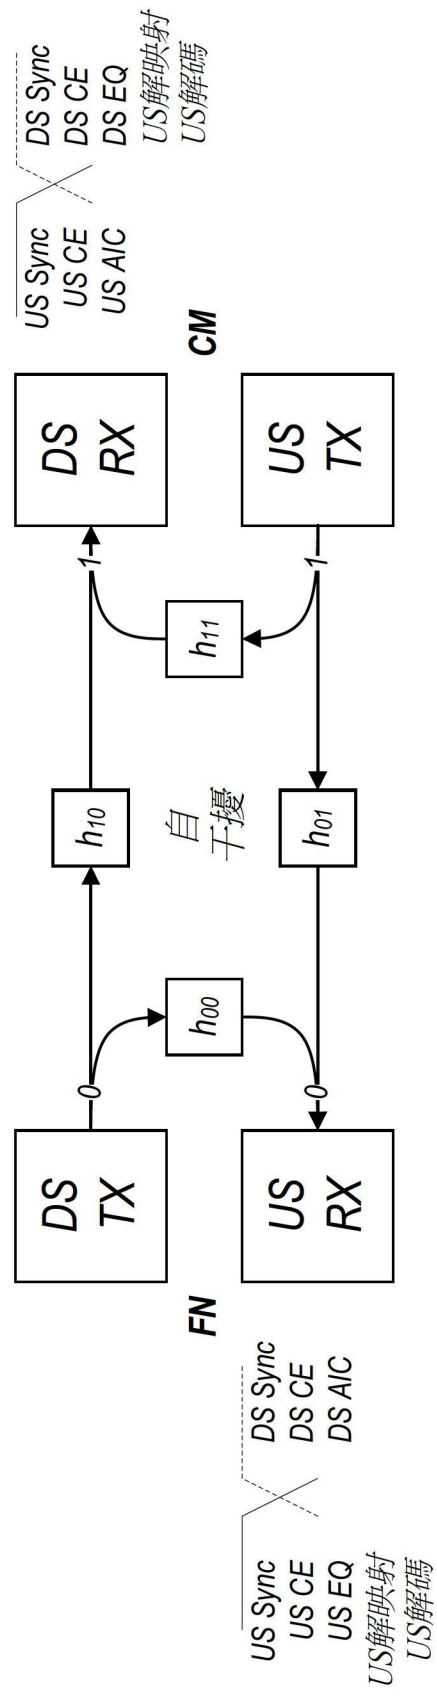 DS
TX
0
h10
1
DS
RX
US Sync
US CE
US AIC
DS Sync
DS CE
DS EQ
US解映射
US解碼
FN
h00
自
干擾
h11
CM
US Sync
US CE
US EQ
US解映射
US解碼
DS Sync
DS CE
DS AIC
US
RX
0
h01
1
US
TX